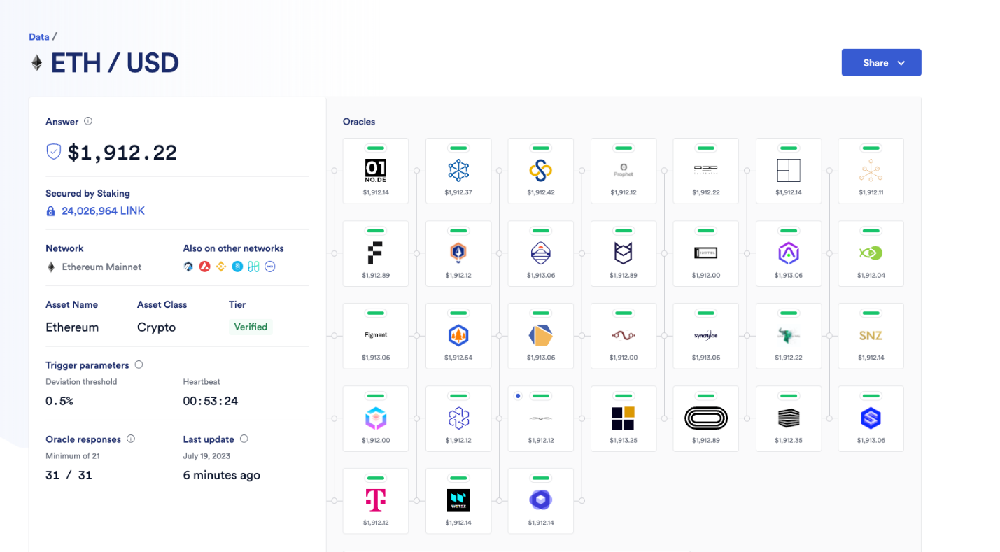 Data /
ETH / USD
Share
Answer
$1,912.22
Secured by Staking
24,026,964 LINK
Network
Also on other networks
Ethereum Mainnet
Asset Name
Asset Class
Tier
Ethereum
Crypto
Verified
Trigger parameters
Deviation threshold
Heartbeat
0.5%
00:53:24
Oracle responses
Last update
Minimum of 21
July 19, 2023
31 / 31
6 minutes ago
Oracles
01
NO.DE
Prophet
$1,912.14
$1,912.37
$1,912.42
$1,912.12
$1,912.22
$1,912.14
$1,912.11
$1,912.89
$1,912.12
$1,913.06
$1,912.89
$1,912.00
$1,913.06
$1,912.04
Figment
SyncNode
SNZ
$1,913.06
$1,912.64
$1,913.06
$1,912.00
$1,913.06
$1,912.22
$1,912.14
$1,912.00
$1,912.12
$1,912.12
$1,913.25
$1,912.89
$1,912.35
$1,913.06
T
WETEZ
$1,912.12
$1,912.14
$1,912.14